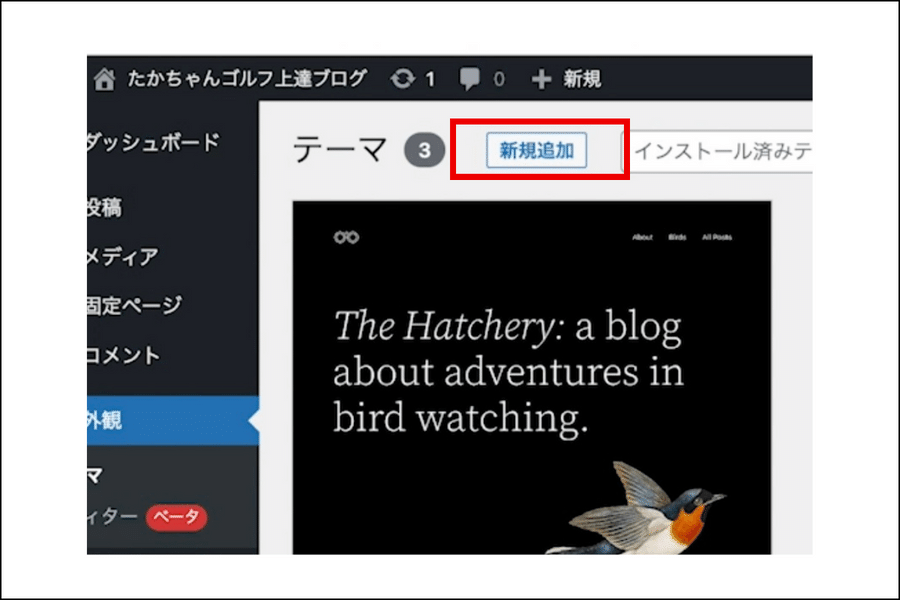 たかちゃんゴルフ上達ブログ 1 0 新規
ダッシュボード
投稿
メディア
固定ページ
コメント
外観
マ
ィター ベータ
テーマ 3 新規追加 インストール済みテ
About Birds All Posts
The Hatchery: a blog
about adventures in
bird watching.